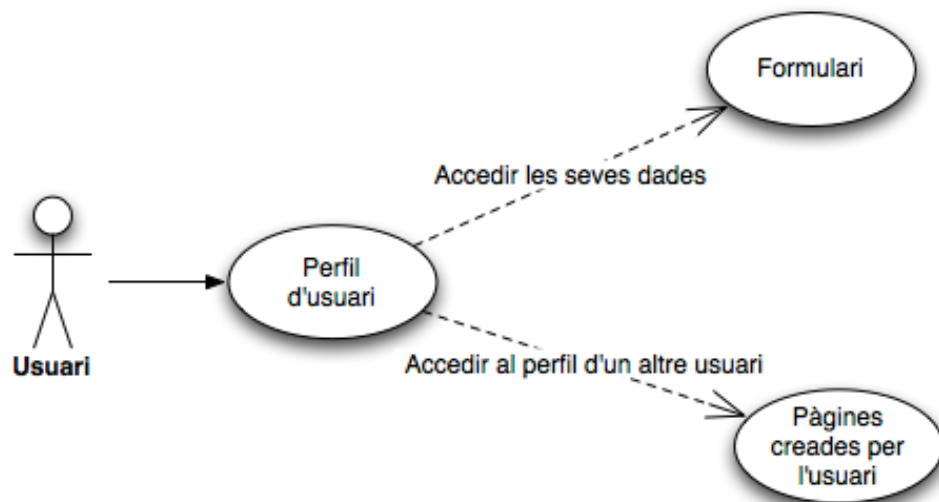 Formulari
Accedir les seves dades
Perfil
d'usuari
Usuari
Accedir al perfil d'un altre usuari
Pàgines
creades per
l'usuari